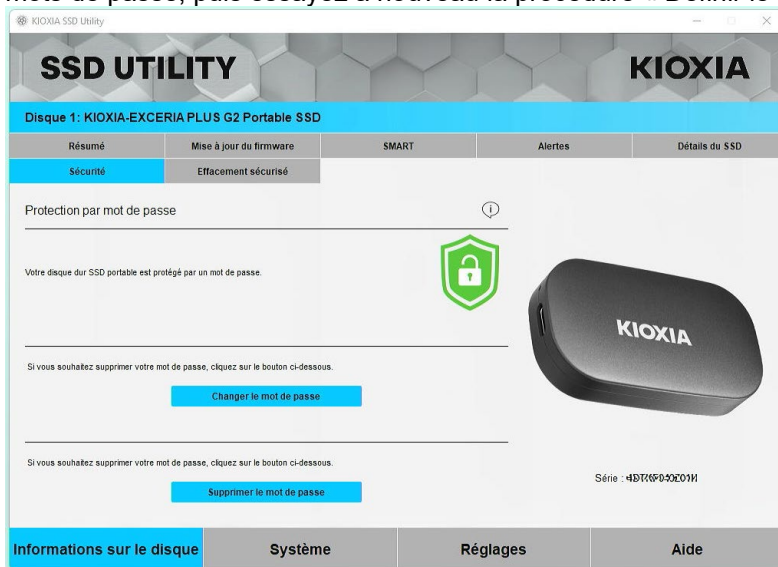 KIOXIA SSD Utility
SSD UTILITY
KIOXIA
Disque 1: KIOXIA-EXCERIA PLUS G2 Portable SSD
Résumé
Mise à jour du firmware
SMART
Alertes
Détails du SSD
Sécurité
Effacement sécurisé
Protection par mot de passe
Votre disque dur SSD portable est protégé par un mot de passe.
KIOXIA
Si vous souhaitez supprimer votre mot de passe, cliquez sur le bouton ci-dessous.
Changer le mot de passe
Si vous souhaitez supprimer votre mot de passe, cliquez sur le bouton ci-dessous.
Série :
Supprimer le mot de passe
Informations sur le disque
Système
Réglages
Aide